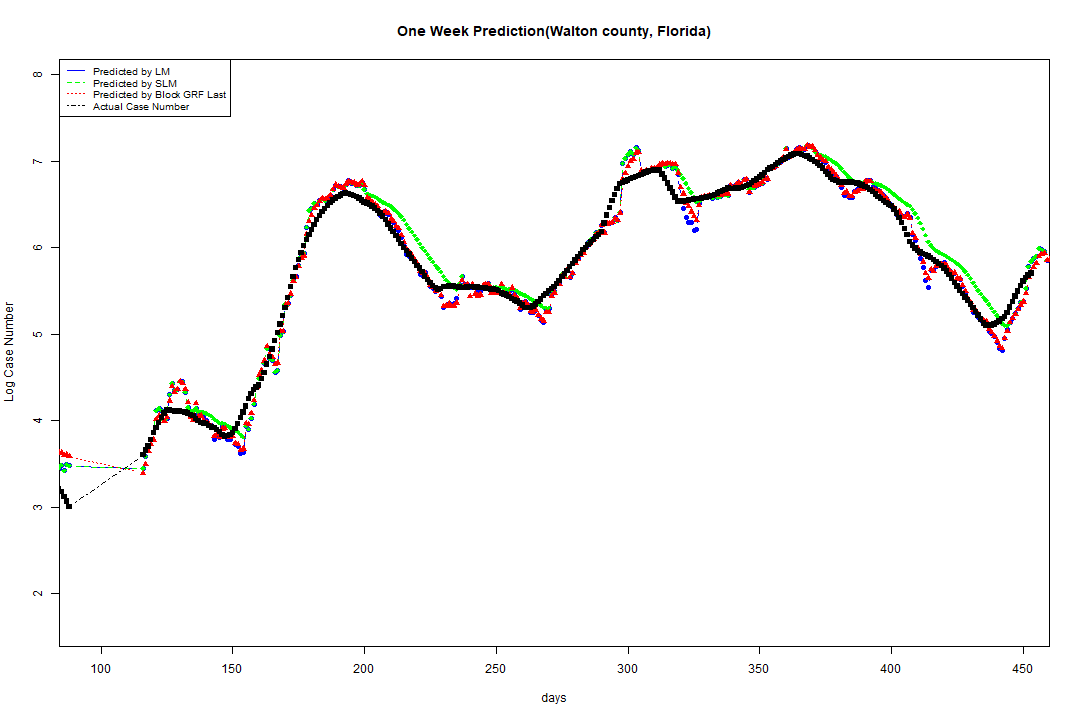 One Week Prediction(Walton county, Florida)
Predicted by LM
Predicted by SLM
Predicted by Block GRF Last
Actual Case Number
8
7
6
5
4
3
2
Log Case Number
100 150 200 250 300 350 400 450
days